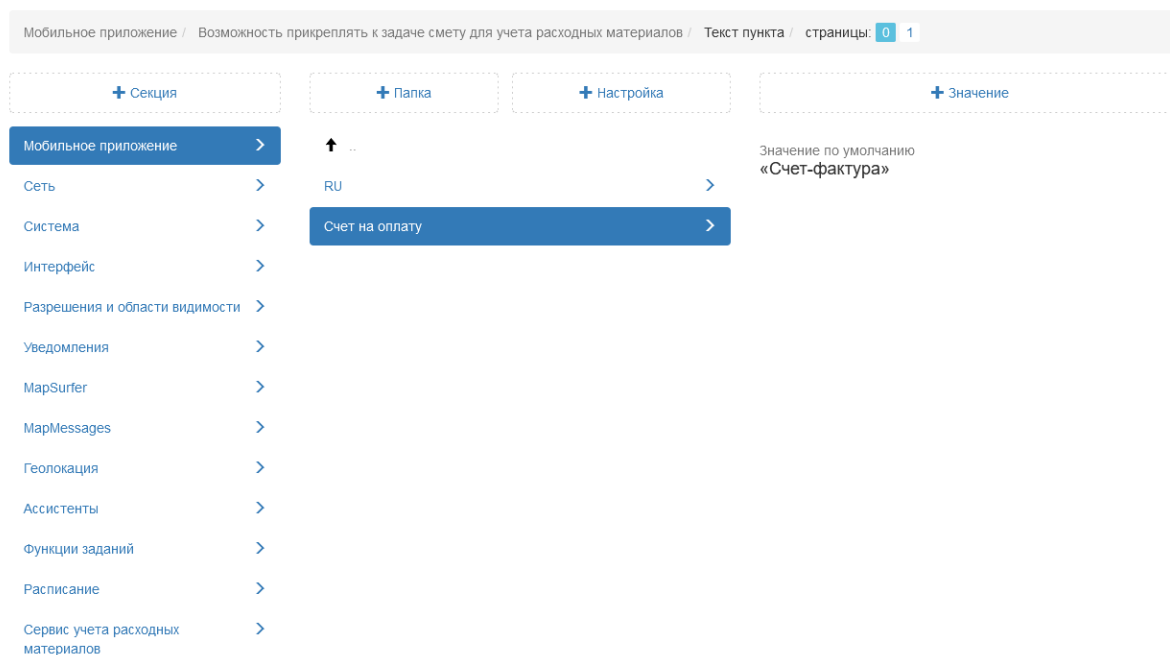 Мобильное приложение / Возможность прикреплять к задаче смету для учета расходных материалов / Текст пункта / страницы: 0 1
Секция
Папка
Настройка
Значение
Мобильное приложение
Сеть
Система
Интерфейс
Разрешения и области видимости
Уведомления
MapSurfer
MapMessages
Геолокация
Ассистенты
Функции заданий
Расписание
Сервис учета расходных
материалов
..
RU
Счет на оплату
Значение по умолчанию
«Счет-фактура»